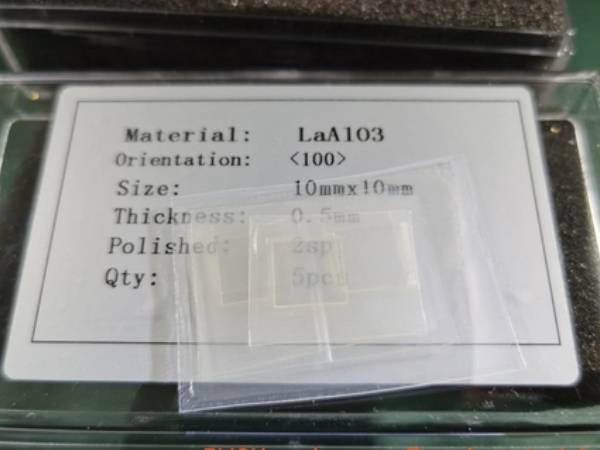 Material: LaAlO3
Orientation: <100>
Size: 10mmx10mm
Thickness: 0.5mm
Polished: 2sp
Qty: 5pcs